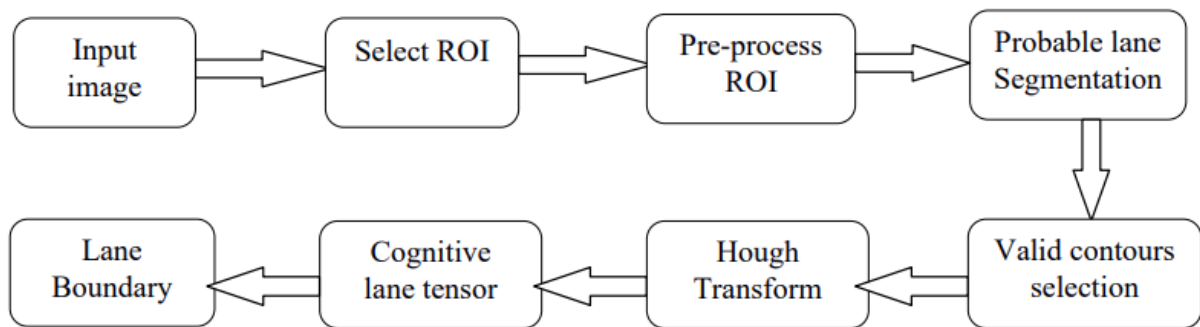 Input
image
Select ROI
Pre-process
ROI
Probable lane
Segmentation
Valid contours
selection
Hough
Transform
Cognitive
lane tensor
Lane
Boundary